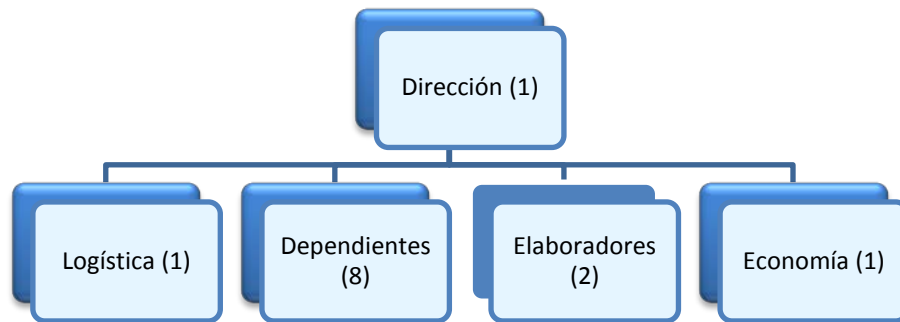 Dirección (1)
Logística (1)
Dependientes
(8)
Elaboradores
(2)
Economía (1)